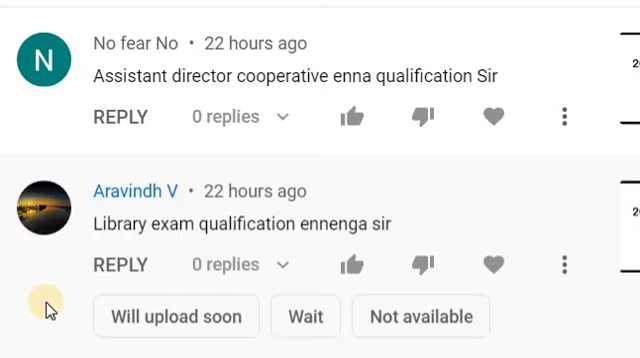 N
No fear No • 22 hours ago
Assistant director cooperative enna qualification Sir
REPLY 0 replies
Aravindh V • 22 hours ago
Library exam qualification ennenga sir
REPLY 0 replies
Will upload soon Wait Not available